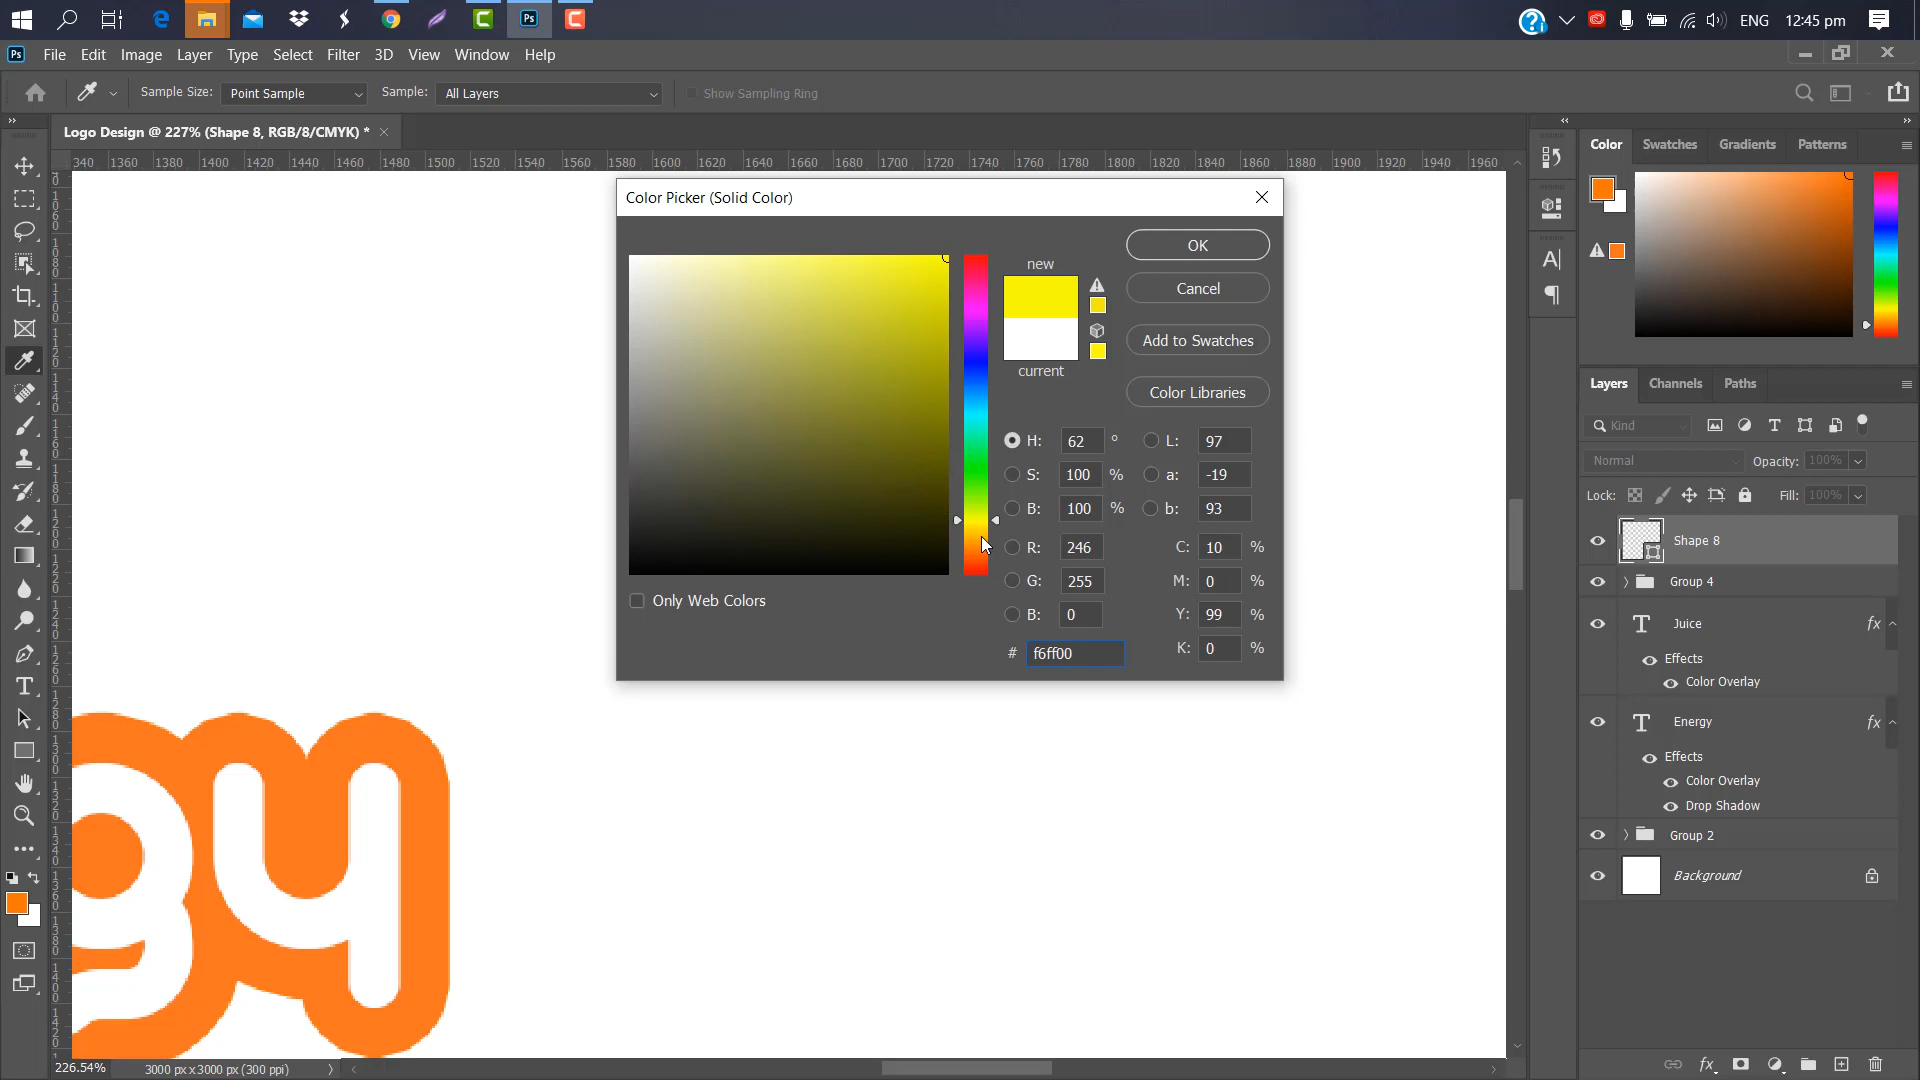 Ps
ENG
12:45 pm
Ps
File Edit Image Layer Type Select Filter 3D View Window Help
Sample Size: Point Sample Sample: All Layers Show Sampling Ring
Logo Design @ 227% (Shape 8, RGB/8/CMYK) *
340 1360 1380 1400 1420 1440 1460 1480 1500 1520 1540 1560 1580 1600 1620 1640 1660 1680 1700 1720 1740 1760 1780 1800 1820 1840 1860 1880 1900 1920 1940 1960
Color Picker (Solid Color)
new
current
OK
Cancel
Add to Swatches
Color Libraries
H: 62 °
S: 100 %
B: 100 %
R: 246
G: 255
B: 0
# f6ff00
L: 97
a: -19
b: 93
C: 10 %
M: 0 %
Y: 99 %
K: 0 %
Only Web Colors
gy
Color Swatches Gradients Patterns
Layers Channels Paths
Kind
Normal Opacity: 100%
Lock: Fill: 100%
Shape 8
Group 4
Juice fx
Effects
Color Overlay
Energy fx
Effects
Color Overlay
Drop Shadow
Group 2
Background
fx
226.54% 3000 px x 3000 px (300 ppi)